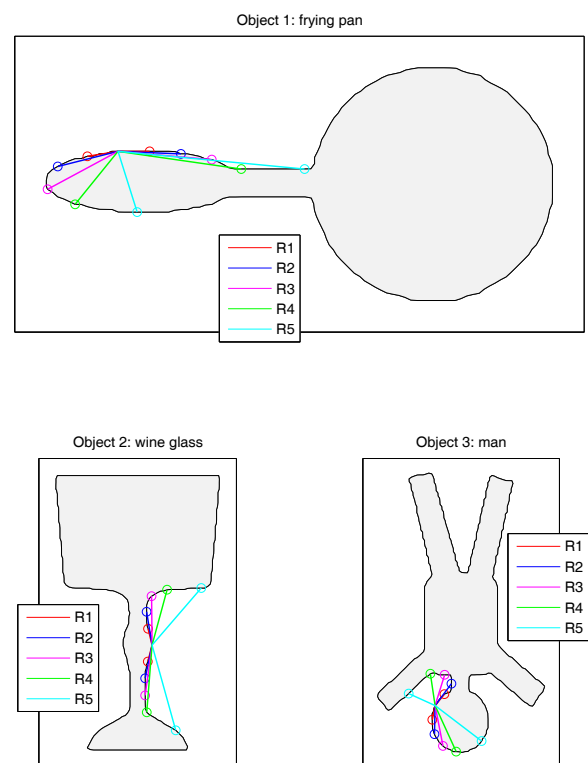 Object 1: frying pan
R1
R2
R3
R4
R5
Object 2: wine glass
R1
R2
R3
R4
R5
Object 3: man
R1
R2
R3
R4
R5